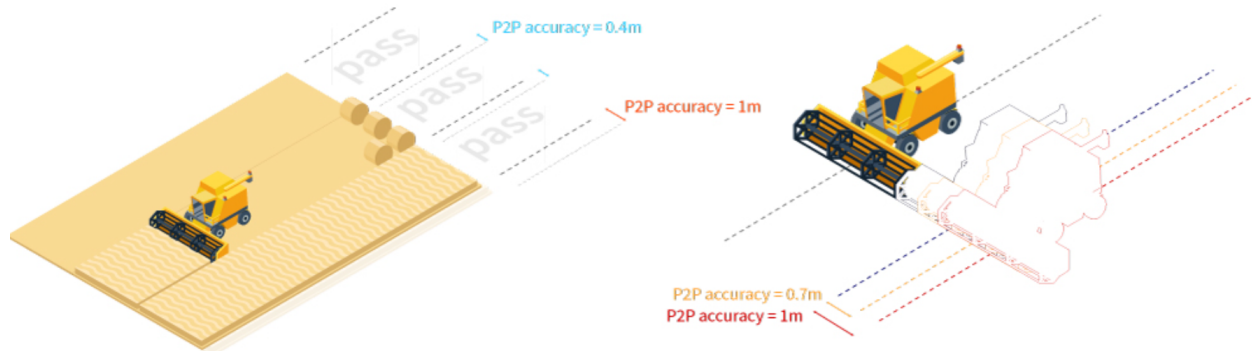 P2P accuracy = 0.4m
pass
pass
pass
P2P accuracy = 1m
P2P accuracy = 0.7m
P2P accuracy = 1m